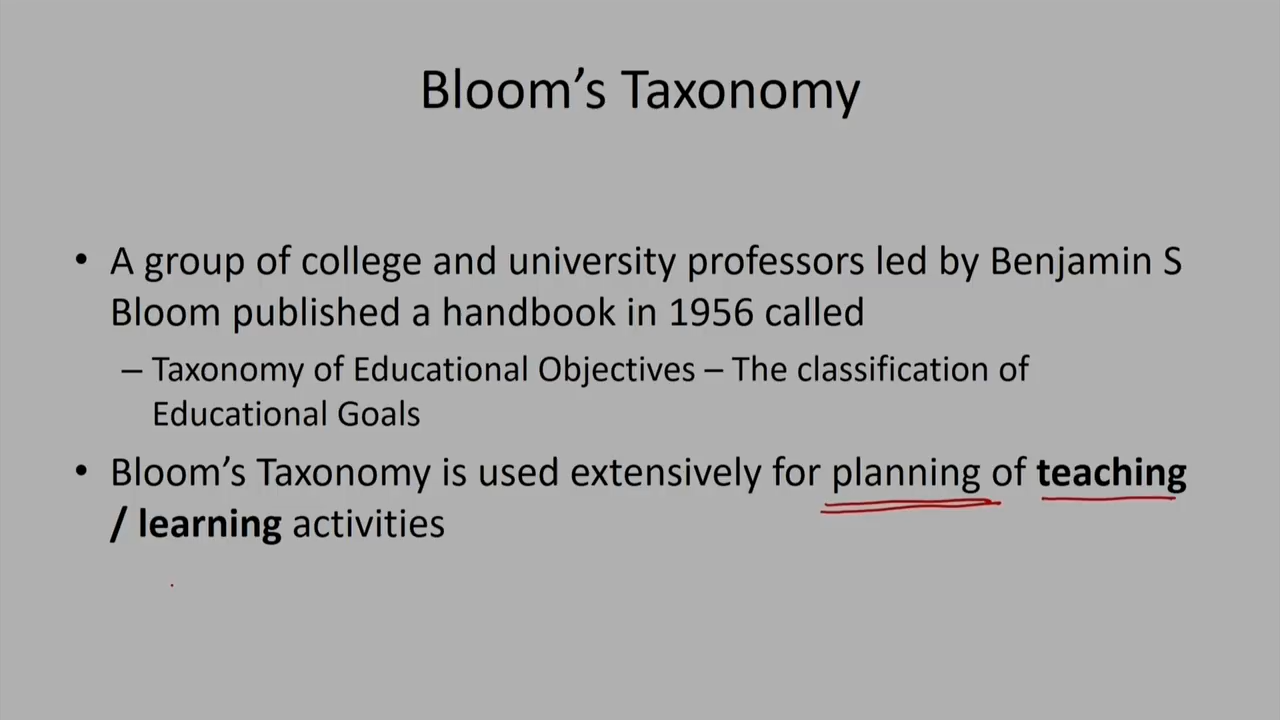 Bloom’s Taxonomy
• A group of college and university professors led by Benjamin S
Bloom published a handbook in 1956 called
– Taxonomy of Educational Objectives – The classification of
Educational Goals
• Bloom’s Taxonomy is used extensively for planning of teaching
/ learning activities